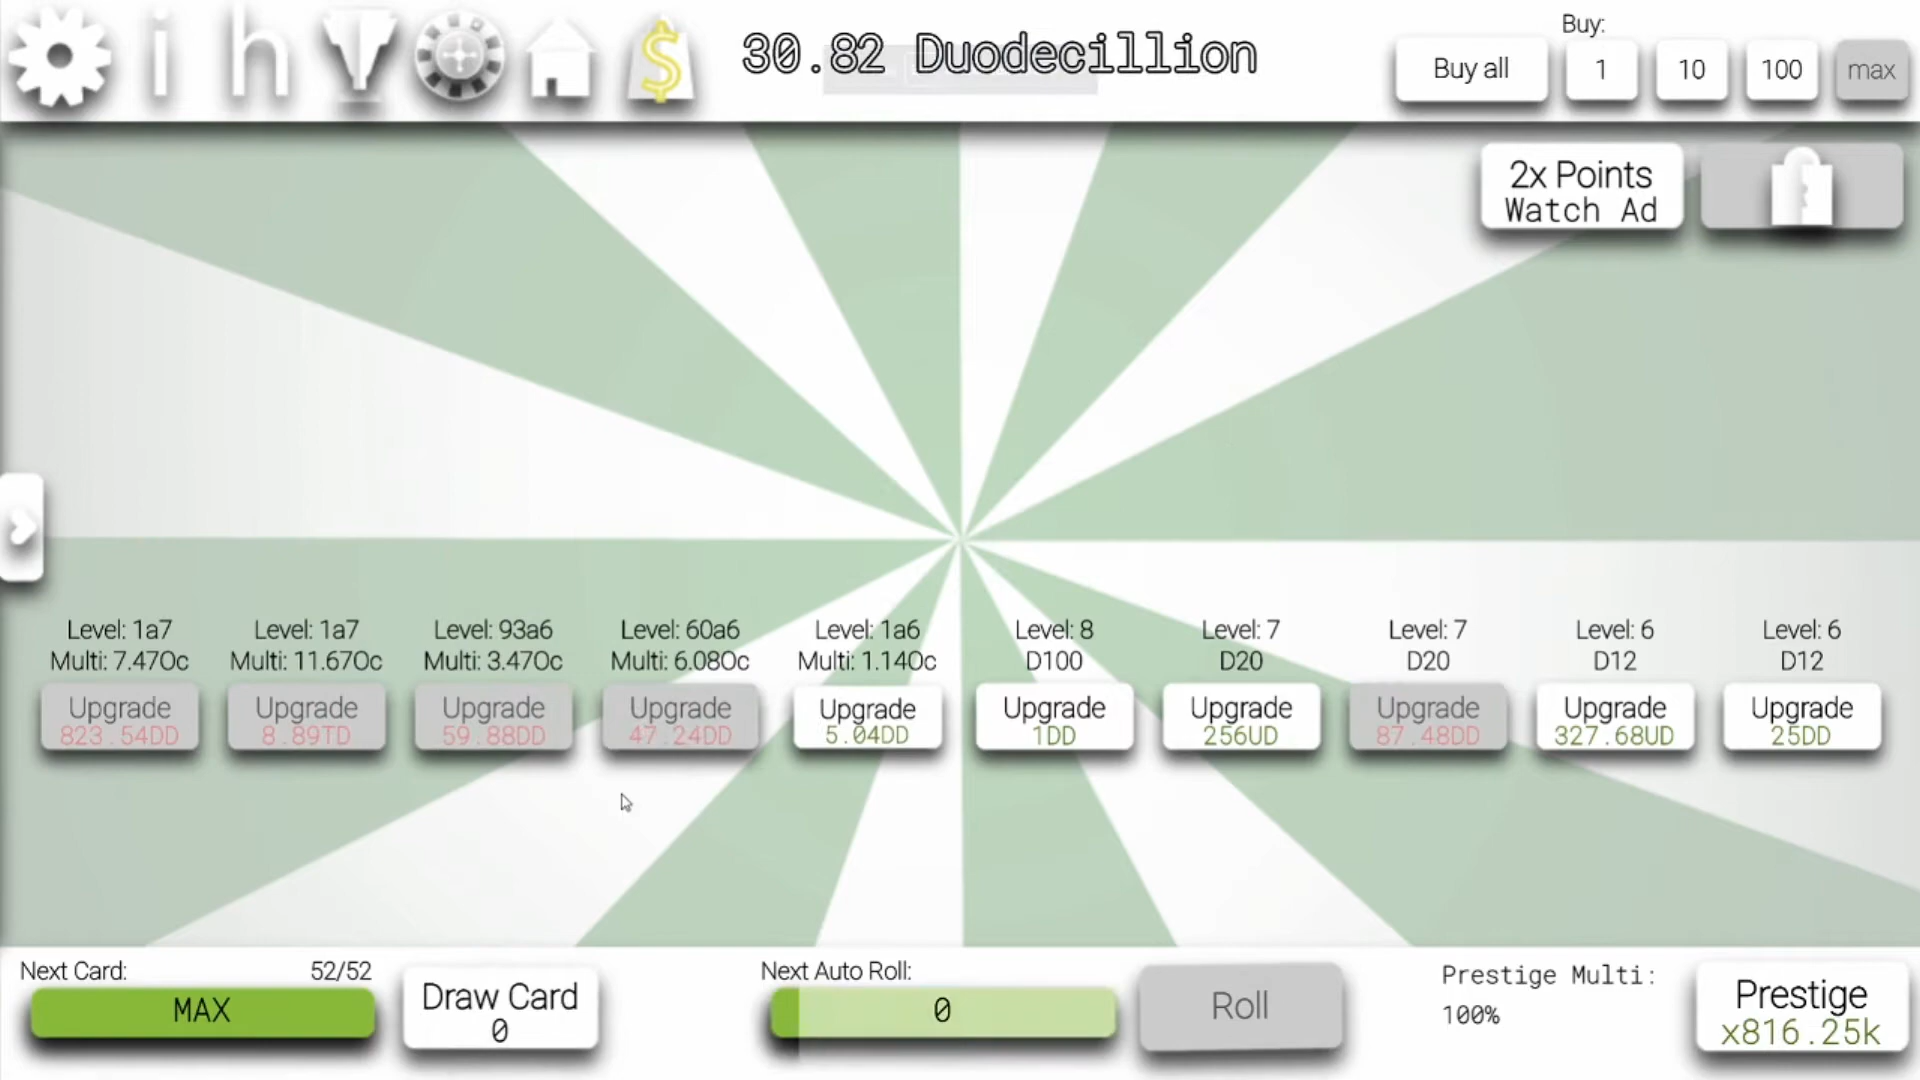 i h $
30.82 Duodecillion
Buy:
Buy all
1
10
100
max
2x Points
Watch Ad
Level: 1a7
Multi: 7.47Oc
Upgrade
823.54DD
Level: 1a7
Multi: 11.67Oc
Upgrade
8.89TD
Level: 93a6
Multi: 3.47Oc
Upgrade
59.88DD
Level: 60a6
Multi: 6.08Oc
Upgrade
47.24DD
Level: 1a6
Multi: 1.14Oc
Upgrade
5.04DD
Level: 8
D100
Upgrade
1DD
Level: 7
D20
Upgrade
256UD
Level: 7
D20
Upgrade
87.48DD
Level: 6
D12
Upgrade
327.68UD
Level: 6
D12
Upgrade
25DD
Next Card:
52/52
MAX
Draw Card
0
Next Auto Roll:
0
Roll
Prestige Multi:
100%
Prestige
x816.25k